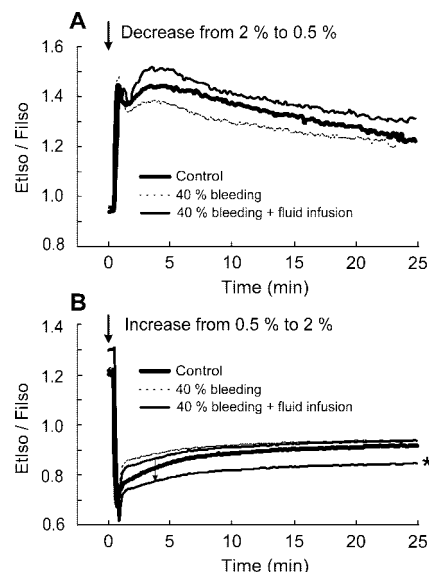 A
Decrease from 2 % to 0.5 %
1.6
1.4
1.2
1.0
0.8
EtIso / FiIso
Control
40 % bleeding
40 % bleeding + fluid infusion
0 5 10 15 20 25
Time (min)
B
Increase from 0.5 % to 2 %
1.4
1.2
1.0
0.8
0.6
EtIso / FiIso
Control
40 % bleeding
40 % bleeding + fluid infusion
*
0 5 10 15 20 25
Time (min)